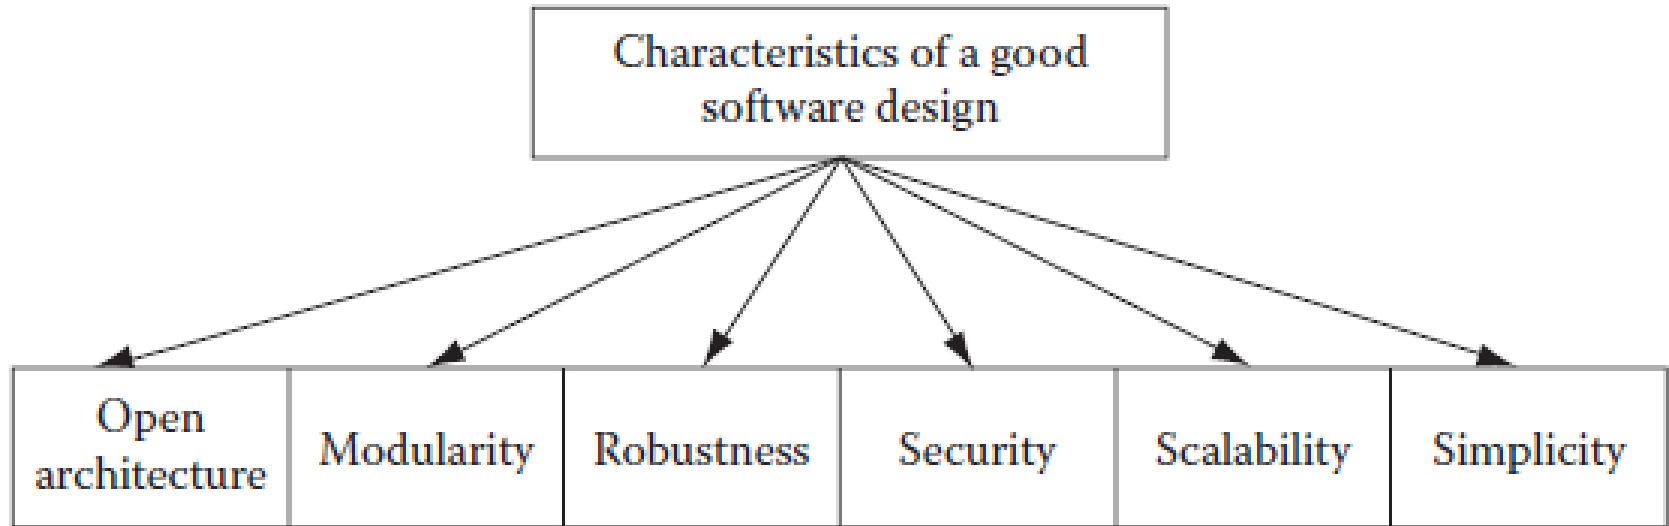 Characteristics of a good
software design
Open
architecture
Modularity
Robustness
Security
Scalability
Simplicity